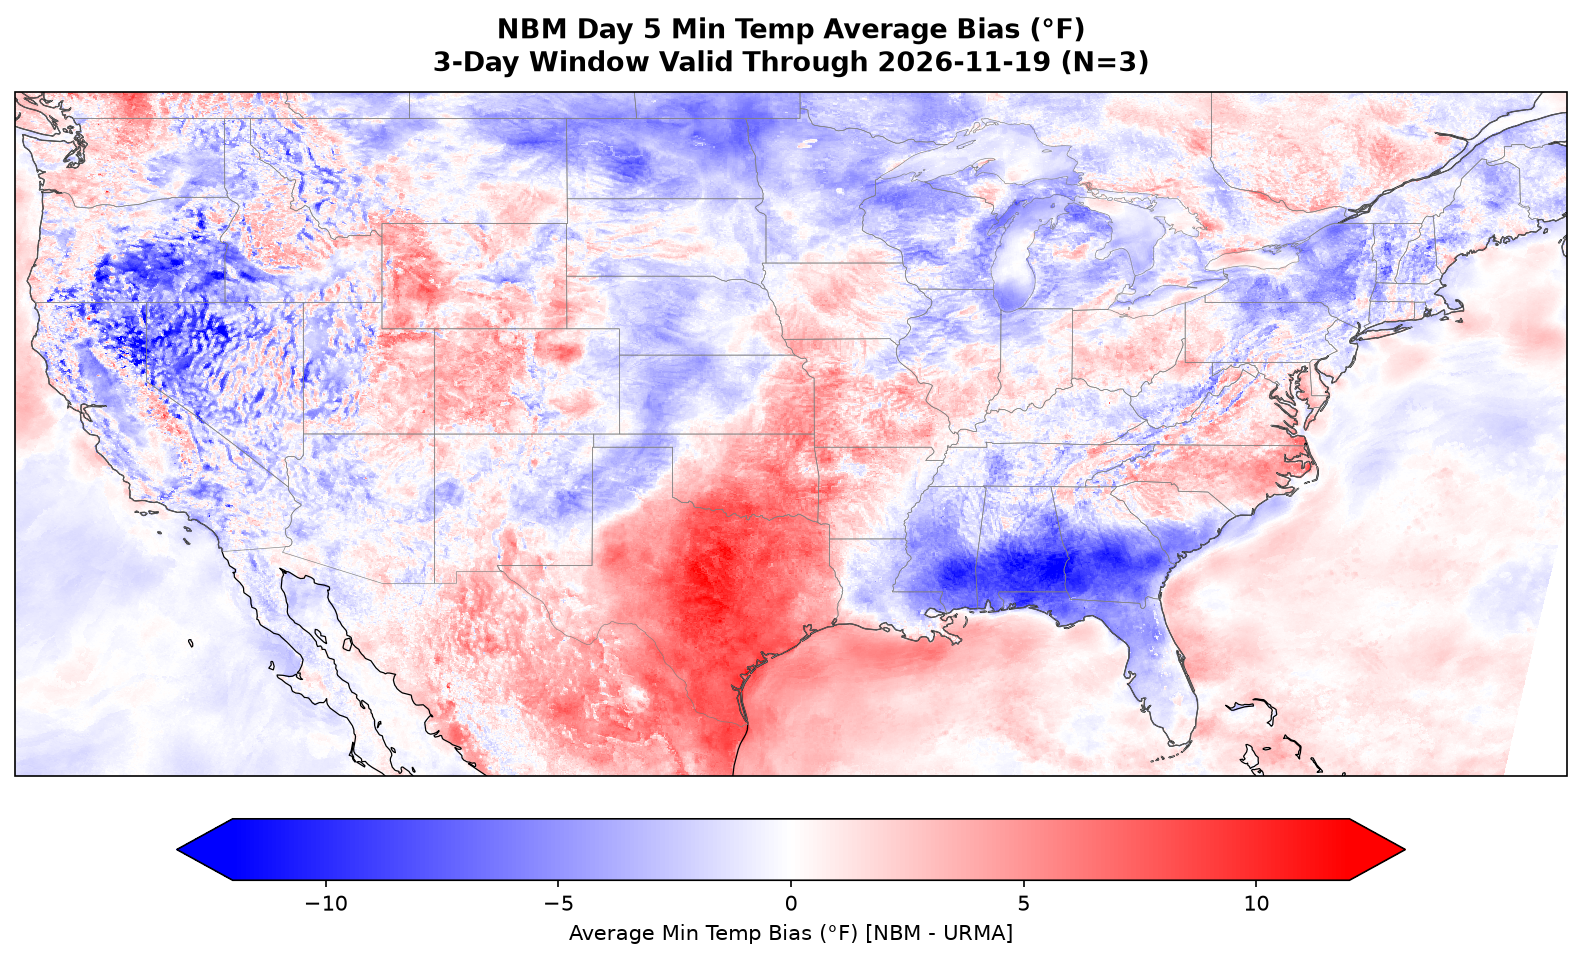 NBM Day 5 Min Temp Average Bias (°F)
3-Day Window Valid Through 2026-11-19 (N=3)
−10 −5 0 5 10
Average Min Temp Bias (°F) [NBM - URMA]